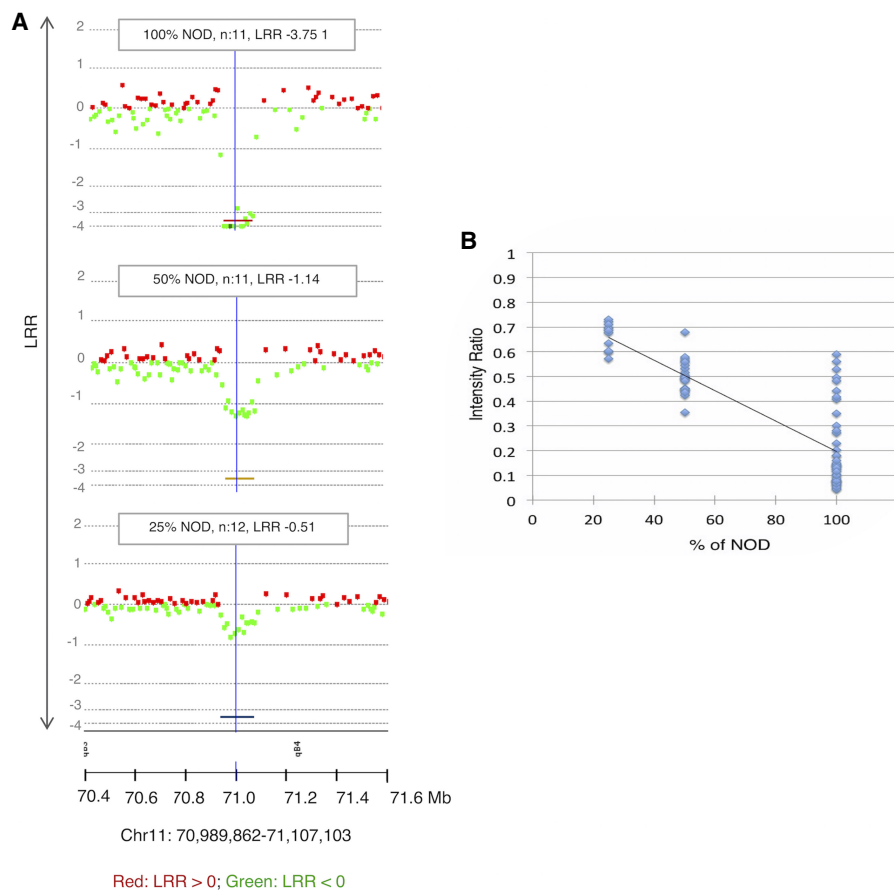 A
LRR
2
100% NOD, n:11, LRR -3.75 1
1
0
-1
-2
-3
-4
2
50% NOD, n:11, LRR -1.14
1
0
-1
-2
-3
-4
2
25% NOD, n:12, LRR -0.51
1
0
-1
-2
-3
-4
qB4
70.4 70.6 70.8 71.0 71.2 71.4 71.6 Mb
Chr11: 70,989,862-71,107,103
Red: LRR > 0; Green: LRR < 0
B
Intensity Ratio
1
0.9
0.8
0.7
0.6
0.5
0.4
0.3
0.2
0.1
0
0 20 40 60 80 100
% of NOD